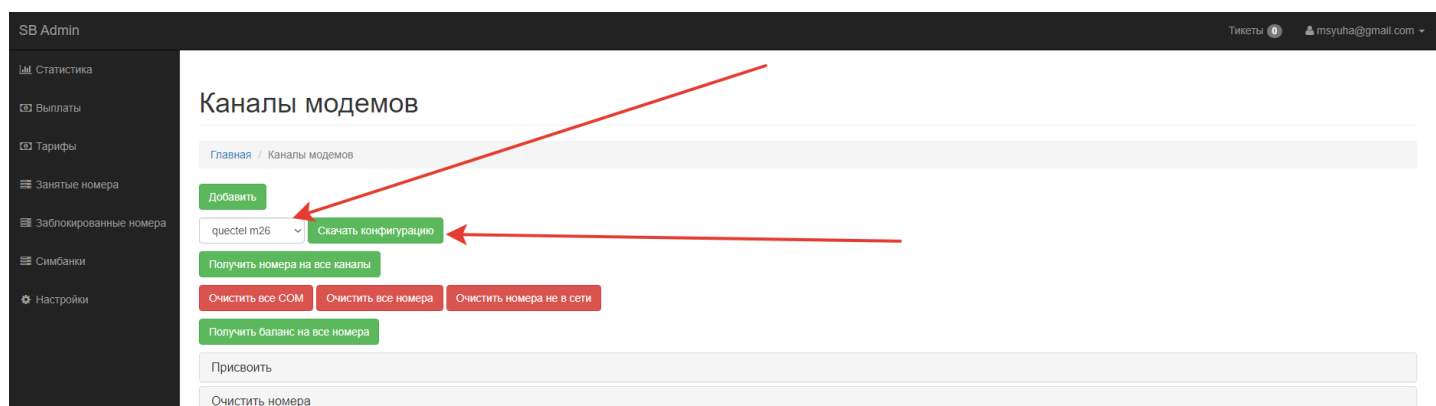 SB Admin
Тикеты 0 msyuha@gmail.com
Статистика
Выплаты
Тарифы
Занятые номера
Заблокированные номера
Симбанки
Настройки
Каналы модемов
Главная / Каналы модемов
Добавить
quectel m26 Скачать конфигурацию
Получить номера на все каналы
Очистить все COM Очистить все номера Очистить номера не в сети
Получить баланс на все номера
Присвоить
Очистить номера